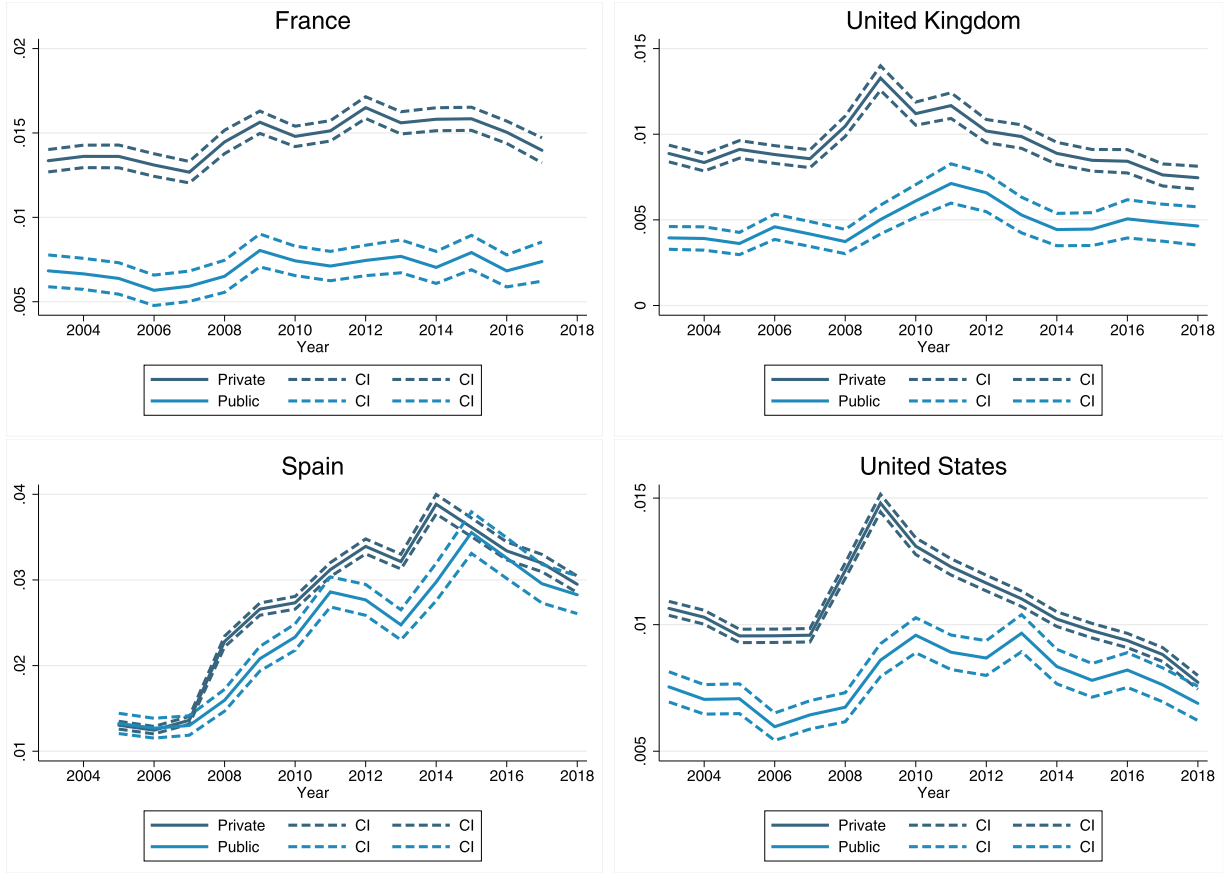 France
.02
.015
.01
.005
2004 2006 2008 2010 2012 2014 2016 2018
Year
Private CI CI
Public CI CI
United Kingdom
.015
.01
.005
0
2004 2006 2008 2010 2012 2014 2016 2018
Year
Private CI CI
Public CI CI
Spain
.04
.03
.02
.01
2004 2006 2008 2010 2012 2014 2016 2018
Year
Private CI CI
Public CI CI
United States
.015
.01
.005
2004 2006 2008 2010 2012 2014 2016 2018
Year
Private CI CI
Public CI CI